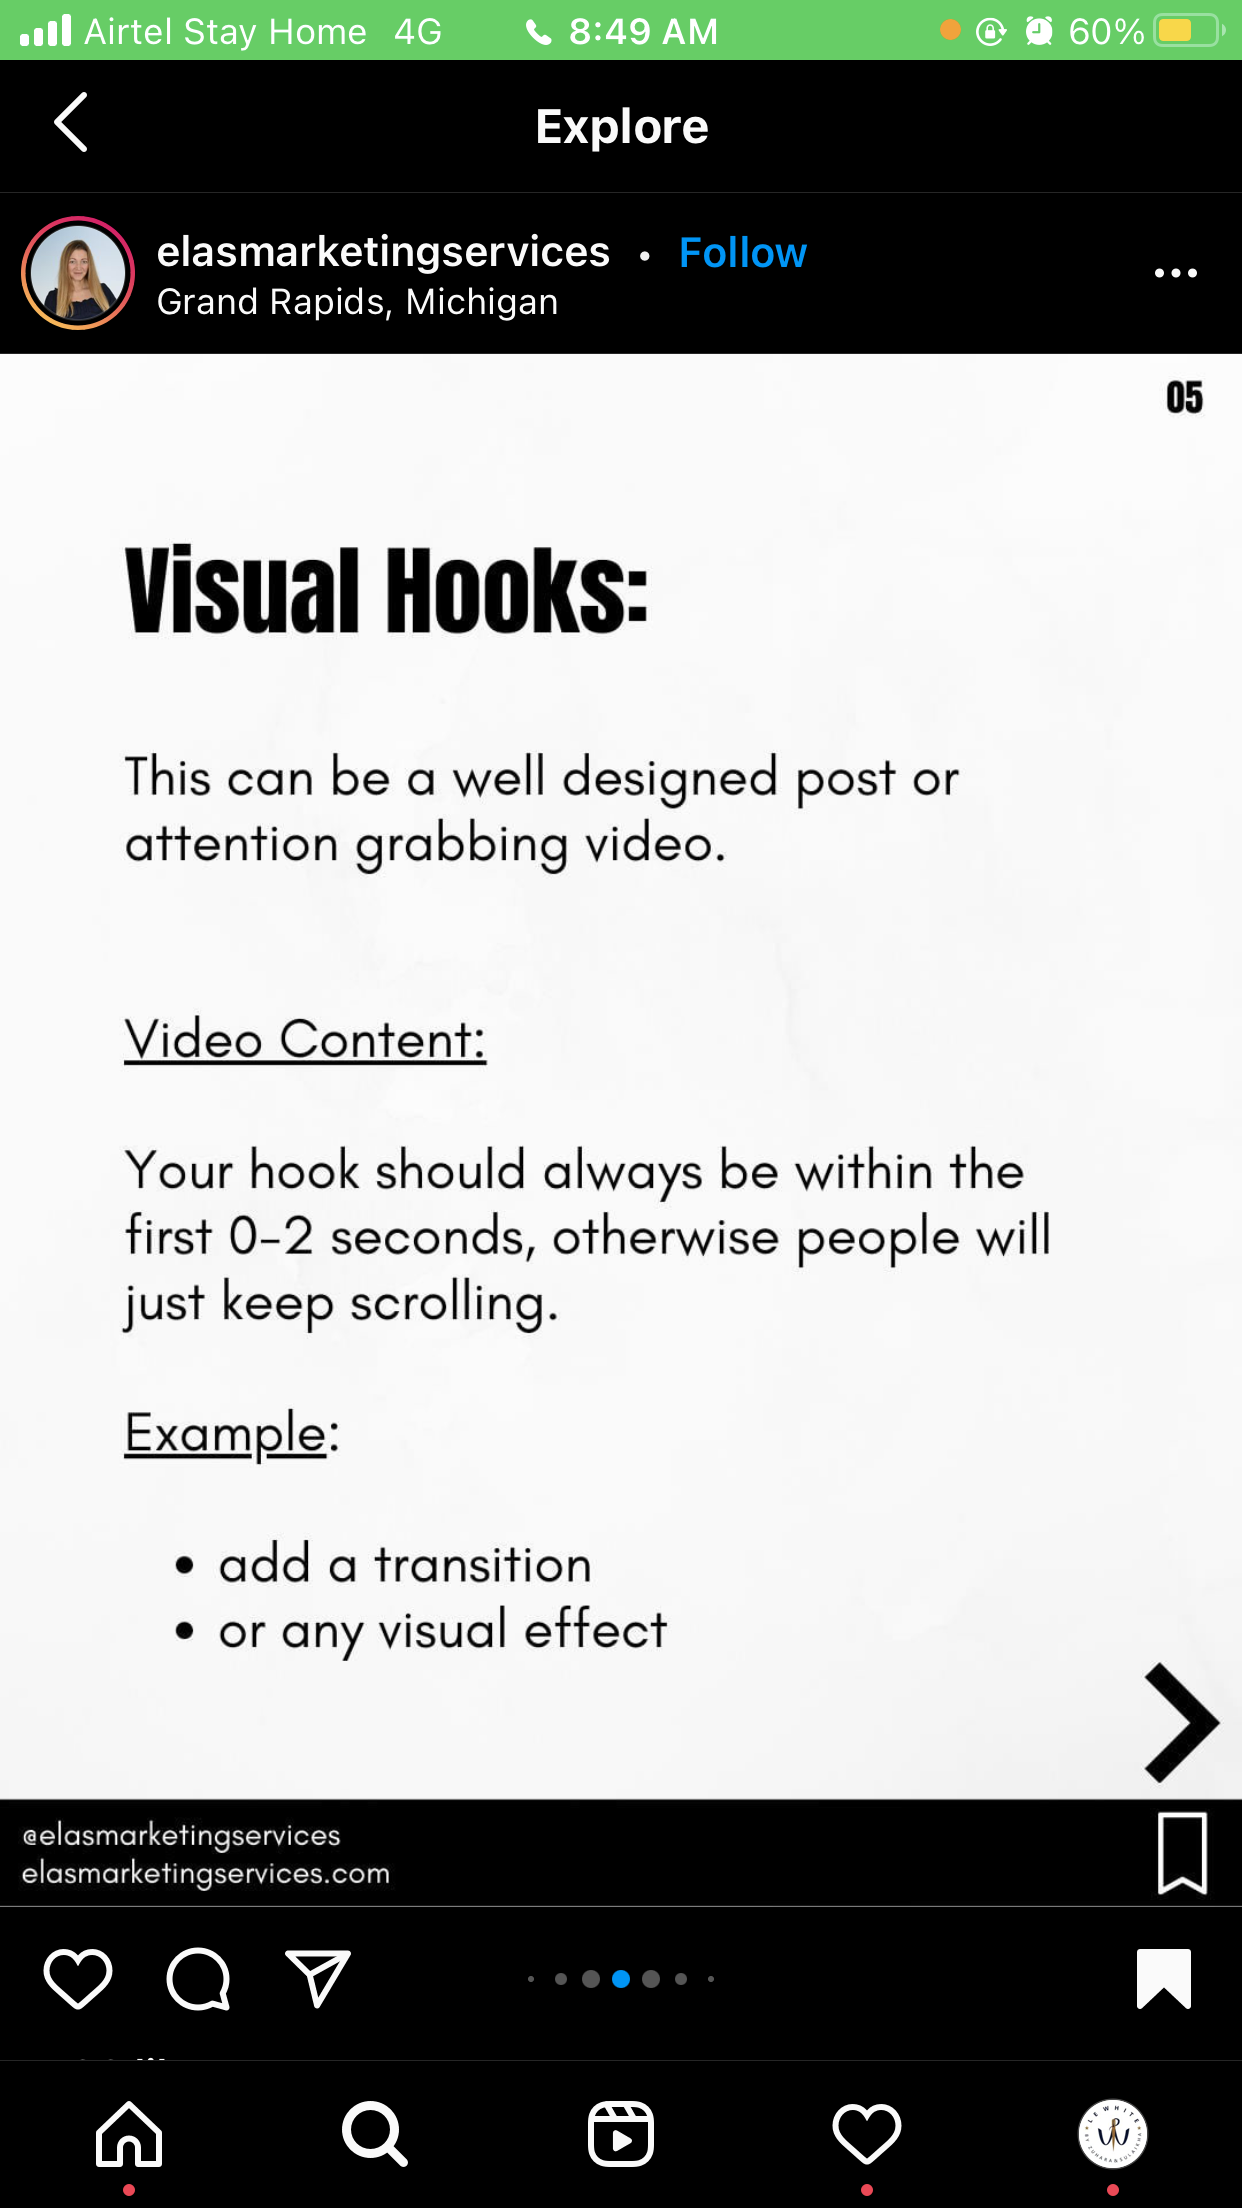 Airtel Stay Home 4G 8:49 AM 60%
Explore
elasmarketingservices • Follow
Grand Rapids, Michigan
05
Visual Hooks:
This can be a well designed post or
attention grabbing video.
Video Content:
Your hook should always be within the
first 0-2 seconds, otherwise people will
just keep scrolling.
Example:
• add a transition
• or any visual effect
@elasmarketingservices
elasmarketingservices.com